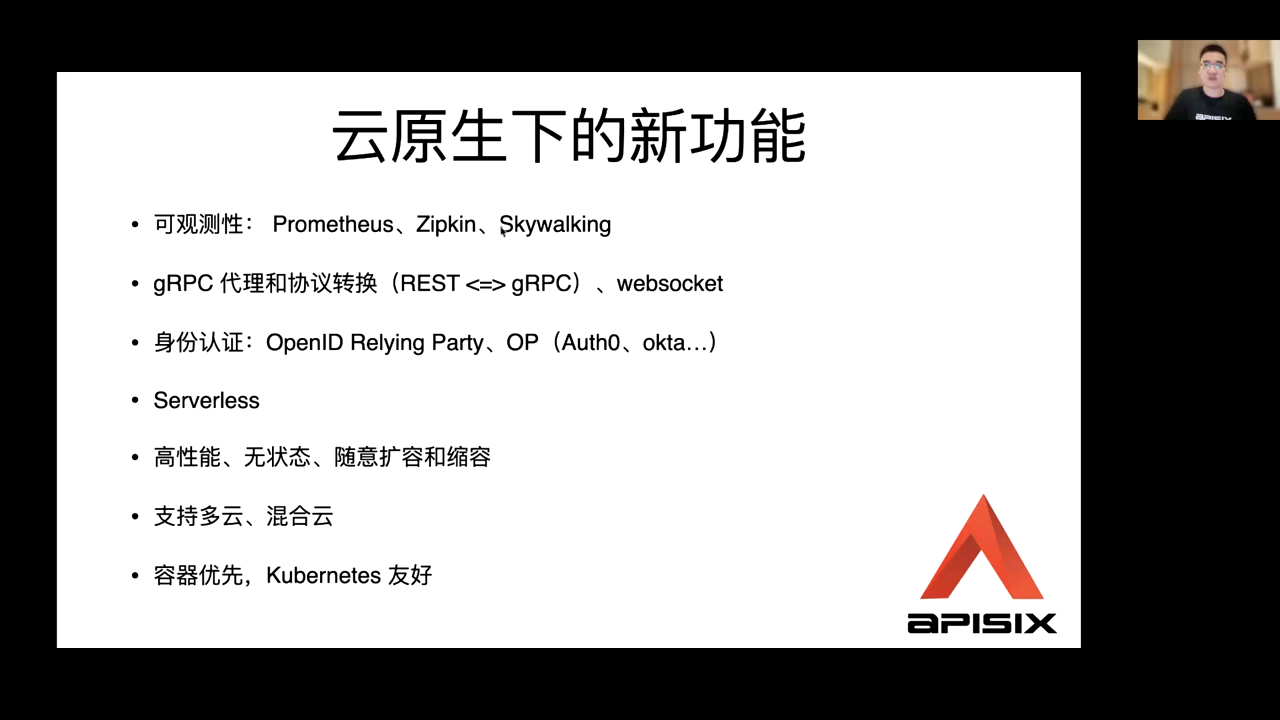 云原生下的新功能
• 可观测性： Prometheus、Zipkin、Skywalking
• gRPC 代理和协议转换（REST <=> gRPC）、websocket
• 身份认证：OpenID Relying Party、OP（Auth0、okta…）
• Serverless
• 高性能、无状态、随意扩容和缩容
• 支持多云、混合云
• 容器优先，Kubernetes 友好
APISIX
APISIX